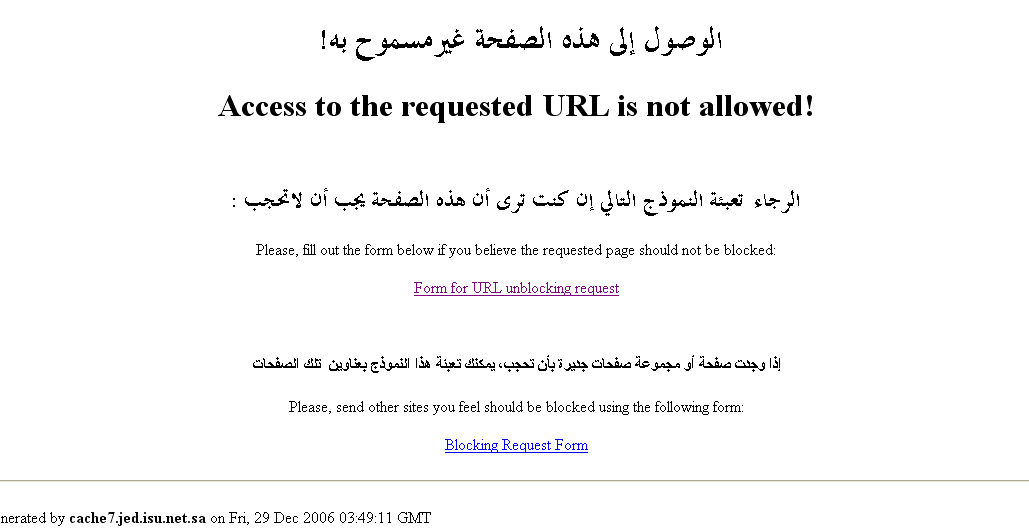 الوصول إلى هذه الصفحة غير مسموح به!
Access to the requested URL is not allowed!
الرجاء تعبئة النموذج التالي إن كنت ترى أن هذه الصفحة يجب أن لاتحجب :
Please, fill out the form below if you believe the requested page should not be blocked:
Form for URL unblocking request
إذا وجدت صفحة أو مجموعة صفحات جديرة بأن تحجب، يمكنك تعبئة هذا النموذج بعناوين تلك الصفحات
Please, send other sites you feel should be blocked using the following form:
Blocking Request Form
nerated by cache7.jed.isu.net.sa on Fri, 29 Dec 2006 03:49:11 GMT